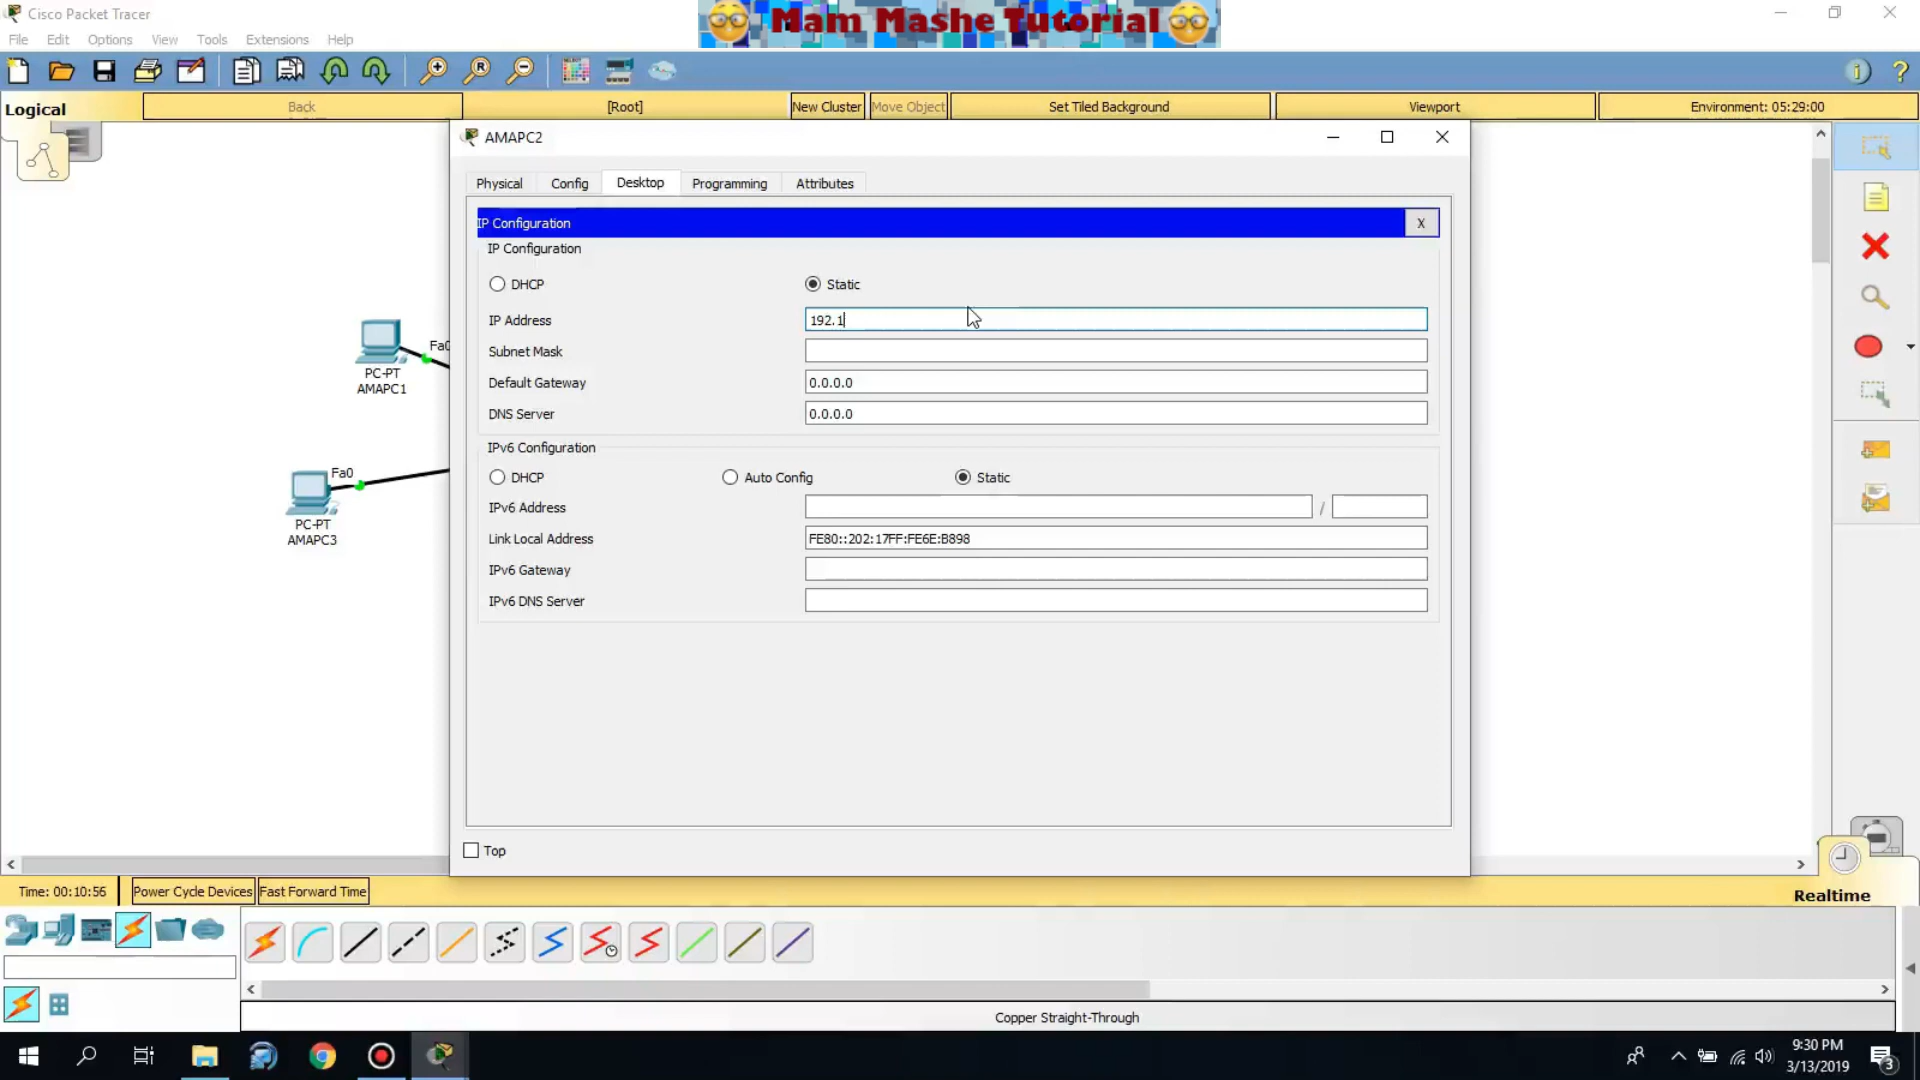 Cisco Packet Tracer
Mam Mashe Tutorial
File Edit Options View Tools Extensions Help
Logical
Back
[Root]
New Cluster
Move Object
Set Tiled Background
Viewport
Environment: 05:29:00
AMAPC2
Physical Config Desktop Programming Attributes
IP Configuration
X
IP Configuration
DHCP
Static
IP Address
192.1
Subnet Mask
Default Gateway
0.0.0.0
DNS Server
0.0.0.0
IPv6 Configuration
DHCP
Auto Config
Static
IPv6 Address
/
Link Local Address
FE80::202:17FF:FE6E:B898
IPv6 Gateway
IPv6 DNS Server
Top
Fa0
PC-PT
AMAPC1
Fa0
PC-PT
AMAPC3
Time: 00:10:56
Power Cycle Devices
Fast Forward Time
Realtime
Copper Straight-Through
9:30 PM
3/13/2019
3